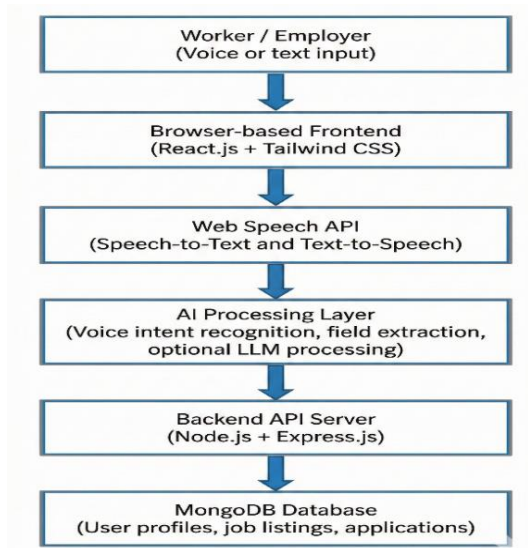 Worker / Employer
(Voice or text input)
Browser-based Frontend
(React.js + Tailwind CSS)
Web Speech API
(Speech-to-Text and Text-to-Speech)
AI Processing Layer
(Voice intent recognition, field extraction,
optional LLM processing)
Backend API Server
(Node.js + Express.js)
MongoDB Database
(User profiles, job listings, applications)